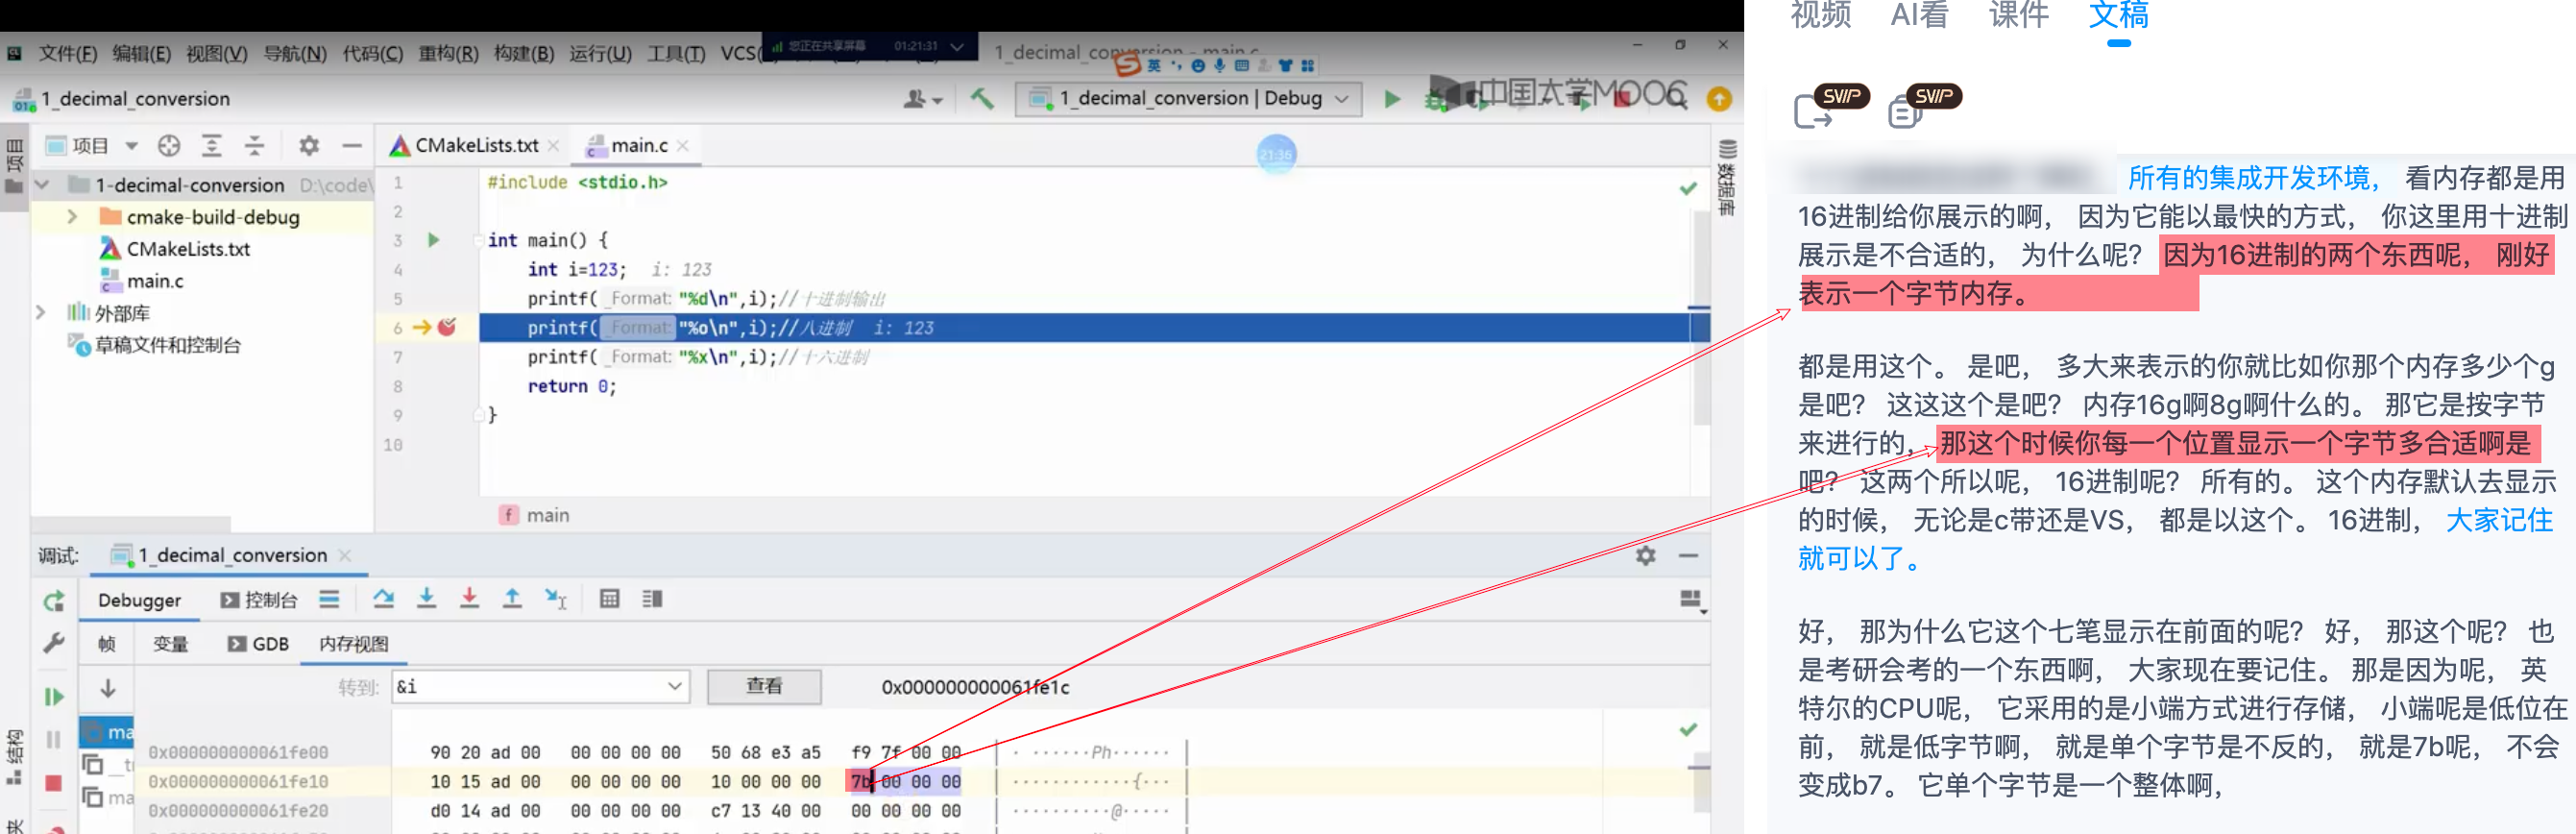 文件(F) 编辑(E) 视图(V) 导航(N) 代码(C) 重构(R) 构建(B) 运行(U) 工具(T) VCS( 您正在共享屏幕 01:21:31 1_decimal_conversion - main.c
英
1_decimal_conversion
1_decimal_conversion | Debug
中国大学MOOC
项目
项目
CMakeLists.txt
main.c
21:36
数据库
1-decimal-conversion D:\code\
cmake-build-debug
CMakeLists.txt
main.c
外部库
草稿文件和控制台
1 #include <stdio.h>
2
3 int main() {
4 int i=123; i: 123
5 printf( _Format: "%d\n",i);//十进制输出
6 printf( _Format: "%o\n",i);//八进制 i: 123
7 printf( _Format: "%x\n",i);//十六进制
8 return 0;
9 }
10
f main
调试: 1_decimal_conversion
Debugger 控制台
帧 变量 GDB 内存视图
转到: &i 查看 0x000000000061fe1c
结构
ma
ma
0x000000000061fe00 90 20 ad 00 00 00 00 00 50 68 e3 a5 f9 7f 00 00 · ······Ph······
0x000000000061fe10 10 15 ad 00 00 00 00 00 10 00 00 00 7b 00 00 00 ············{···
0x000000000061fe20 d0 14 ad 00 00 00 00 00 c7 13 40 00 00 00 00 00 ··········@·····
视频 AI看 课件 文稿
SVIP SVIP
所有的集成开发环境， 看内存都是用
16进制给你展示的啊， 因为它能以最快的方式， 你这里用十进制
展示是不合适的， 为什么呢？ 因为16进制的两个东西呢， 刚好
表示一个字节内存。
都是用这个。 是吧， 多大来表示的你就比如你那个内存多少个g
是吧？ 这这这个是吧？ 内存16g啊8g啊什么的。 那它是按字节
来进行的， 那这个时候你每一个位置显示一个字节多合适啊是
吧？ 这两个所以呢， 16进制呢？ 所有的。 这个内存默认去显示
的时候， 无论是c带还是VS， 都是以这个。 16进制， 大家记住
就可以了。
好， 那为什么它这个七笔显示在前面的呢？ 好， 那这个呢？ 也
是考研会考的一个东西啊， 大家现在要记住。 那是因为呢， 英
特尔的CPU呢， 它采用的是小端方式进行存储， 小端呢是低位在
前， 就是低字节啊， 就是单个字节是不反的， 就是7b呢， 不会
变成b7。 它单个字节是一个整体啊，